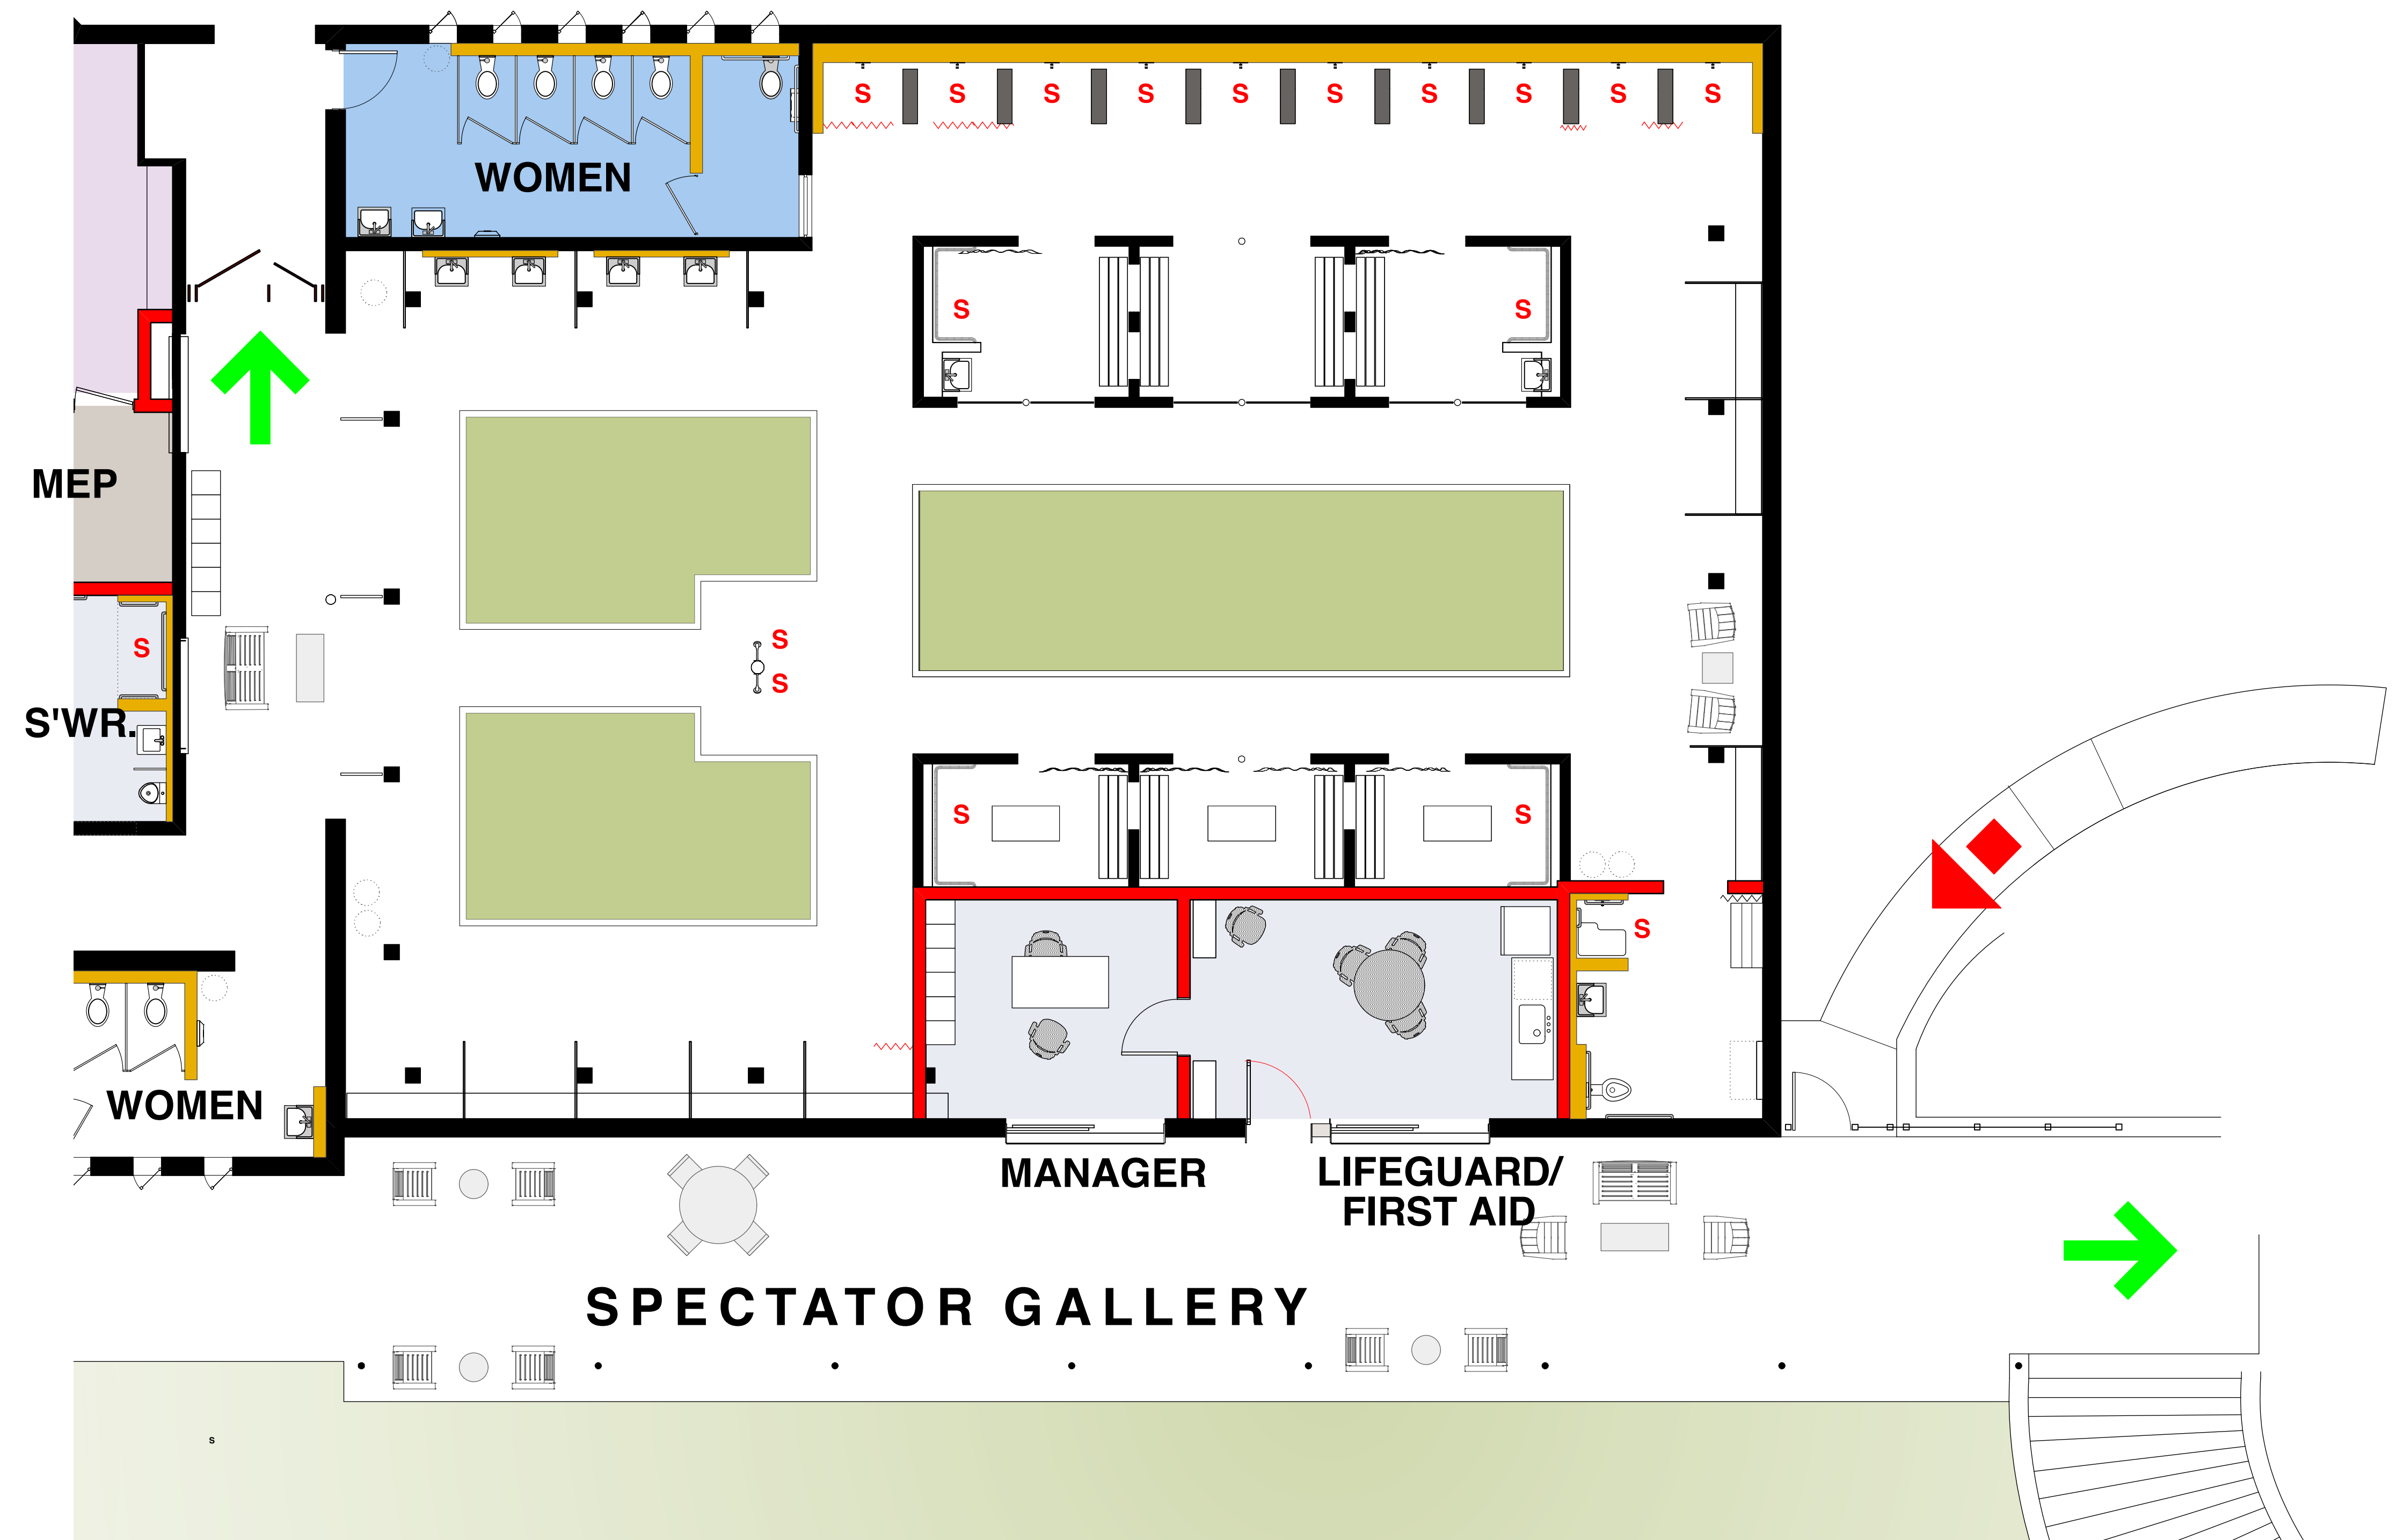 S S S S S S S S S S
WOMEN
S S
MEP
S
S
S
S'WR.
S S
S
WOMEN
MANAGER
LIFEGUARD/
FIRST AID
SPECTATOR GALLERY
S